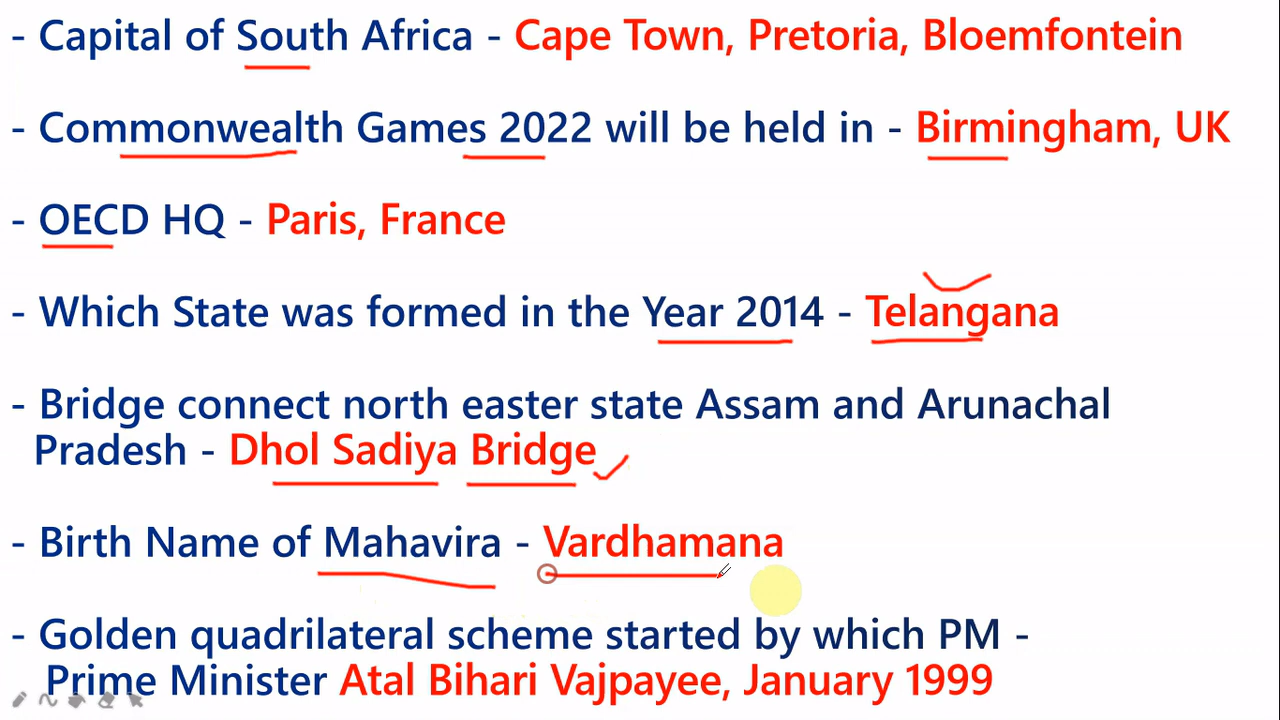 - Capital of South Africa - Cape Town, Pretoria, Bloemfontein
- Commonwealth Games 2022 will be held in - Birmingham, UK
- OECD HQ - Paris, France
- Which State was formed in the Year 2014 - Telangana
- Bridge connect north easter state Assam and Arunachal
Pradesh - Dhol Sadiya Bridge
- Birth Name of Mahavira - Vardhamana
- Golden quadrilateral scheme started by which PM -
Prime Minister Atal Bihari Vajpayee, January 1999